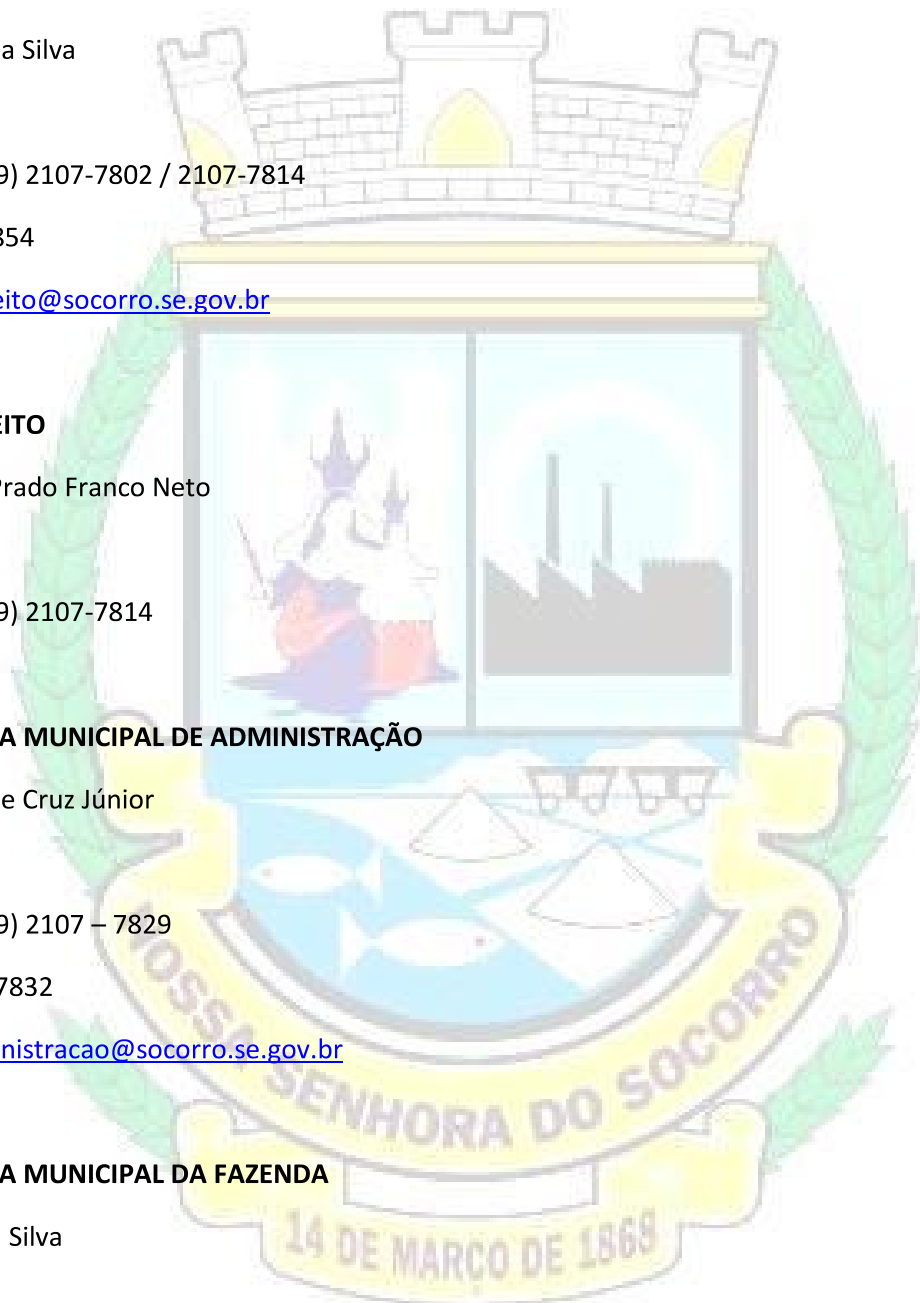 a Silva
9) 2107-7802 / 2107-7814
854
eito@socorro.se.gov.br
EITO
Prado Franco Neto
9) 2107-7814
A MUNICIPAL DE ADMINISTRAÇÃO
e Cruz Júnior
9) 2107 – 7829
7832
nistracao@socorro.se.gov.br
NOSSA SENHORA DO SOCORRO
A MUNICIPAL DA FAZENDA
Silva
14 DE MARCO DE 1868